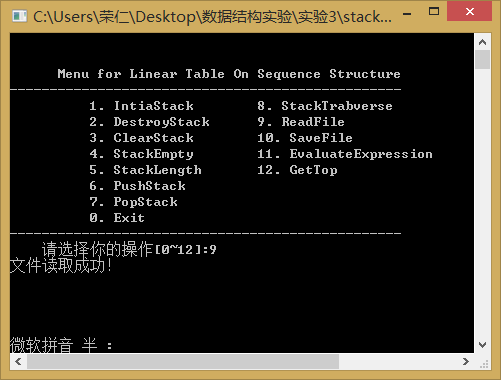 C:\Users\荣仁\Desktop\数据结构实验\实验3\stack...
Menu for Linear Table On Sequence Structure
-------------------------------------------------
1. IntiaStack 8. StackTrabverse
2. DestroyStack 9. ReadFile
3. ClearStack 10. SaveFile
4. StackEmpty 11. EvaluateExpression
5. StackLength 12. GetTop
6. PushStack
7. PopStack
0. Exit
-------------------------------------------------
请选择你的操作[0~12]:9
文件读取成功!
微软拼音 半 :